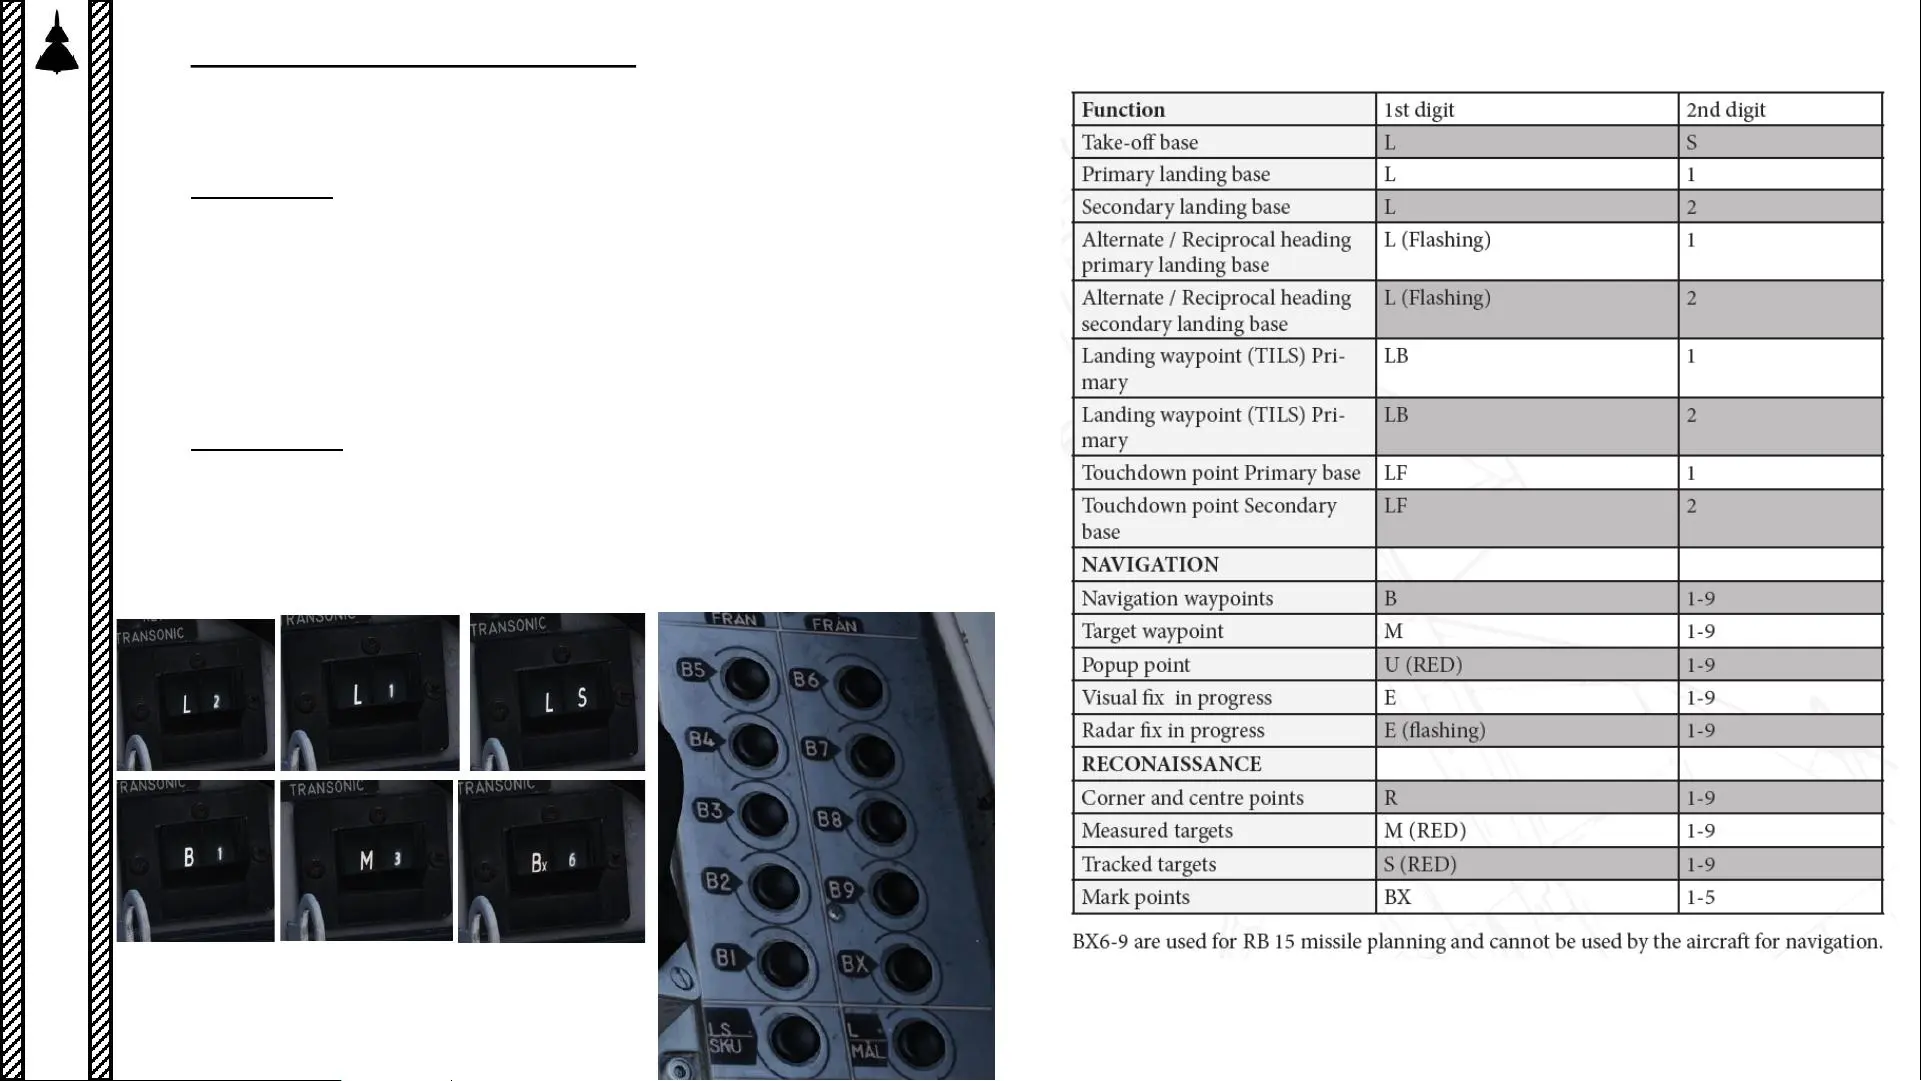 TRANSONIC
L 2
TRANSONIC
L 1
TRANSONIC
L S
TRANSONIC
B 1
TRANSONIC
M 3
TRANSONIC
Bx 6
FRÅN FRÅN
B5 B6
B4 B7
B3 B8
B2 B9
B1 BX
LS L
SKU MÅL
Function 1st digit 2nd digit
Take-off base L S
Primary landing base L 1
Secondary landing base L 2
Alternate / Reciprocal heading L (Flashing) 1
primary landing base
Alternate / Reciprocal heading L (Flashing) 2
secondary landing base
Landing waypoint (TILS) Pri- LB 1
mary
Landing waypoint (TILS) Pri- LB 2
mary
Touchdown point Primary base LF 1
Touchdown point Secondary LF 2
base
NAVIGATION
Navigation waypoints B 1-9
Target waypoint M 1-9
Popup point U (RED) 1-9
Visual fix in progress E 1-9
Radar fix in progress E (flashing) 1-9
RECONAISSANCE
Corner and centre points R 1-9
Measured targets M (RED) 1-9
Tracked targets S (RED) 1-9
Mark points BX 1-5
BX6-9 are used for RB 15 missile planning and cannot be used by the aircraft for navigation.